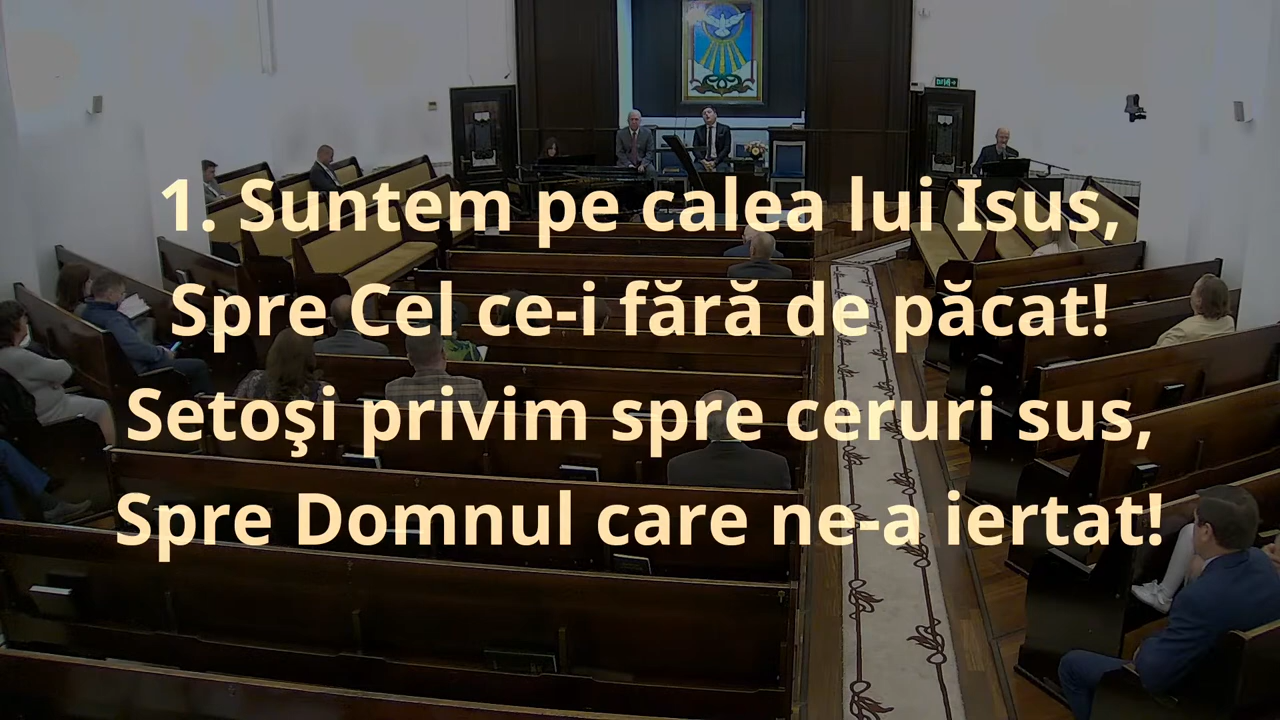 1. Suntem pe calea lui Isus,
Spre Cel ce-i fără de păcat!
Setoşi privim spre ceruri sus,
Spre Domnul care ne-a iertat!